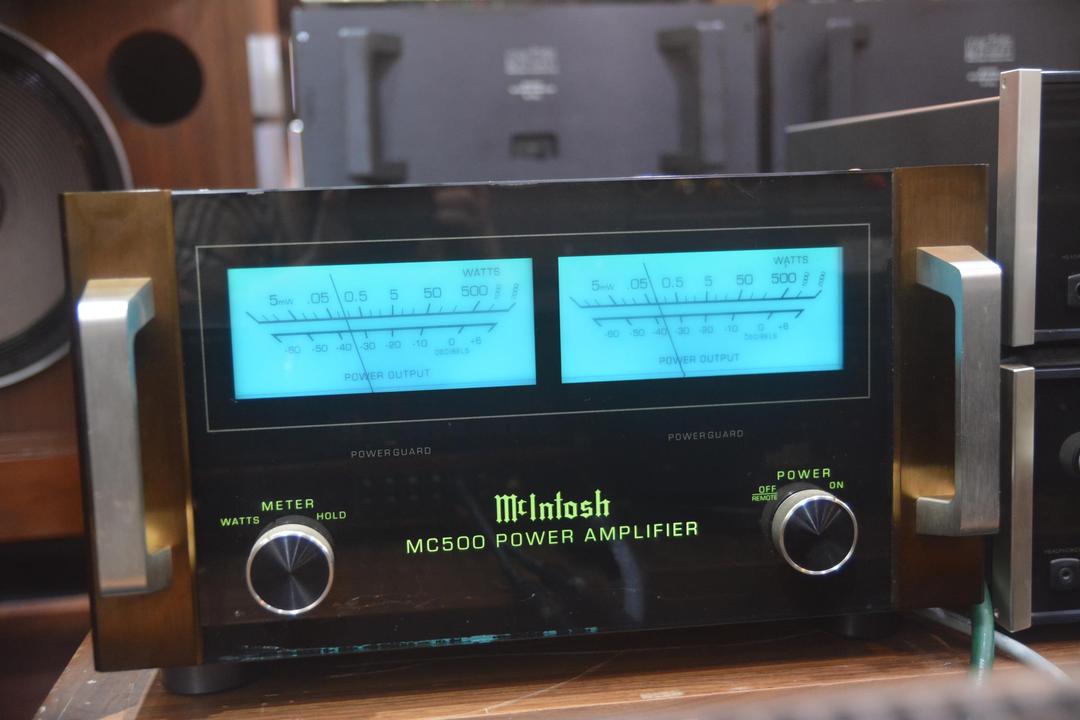 WATTS
5mW .05 0.5 5 50 500
-60 -50 -40 -30 -20 -10 0 +6
DECIBELS
POWER OUTPUT
WATTS
5mW .05 0.5 5 50 500
-60 -50 -40 -30 -20 -10 0 +6
DECIBELS
POWER OUTPUT
POWERGUARD
POWERGUARD
METER
WATTS HOLD
McIntosh
MC500 POWER AMPLIFIER
POWER
OFF ON
REMOTE